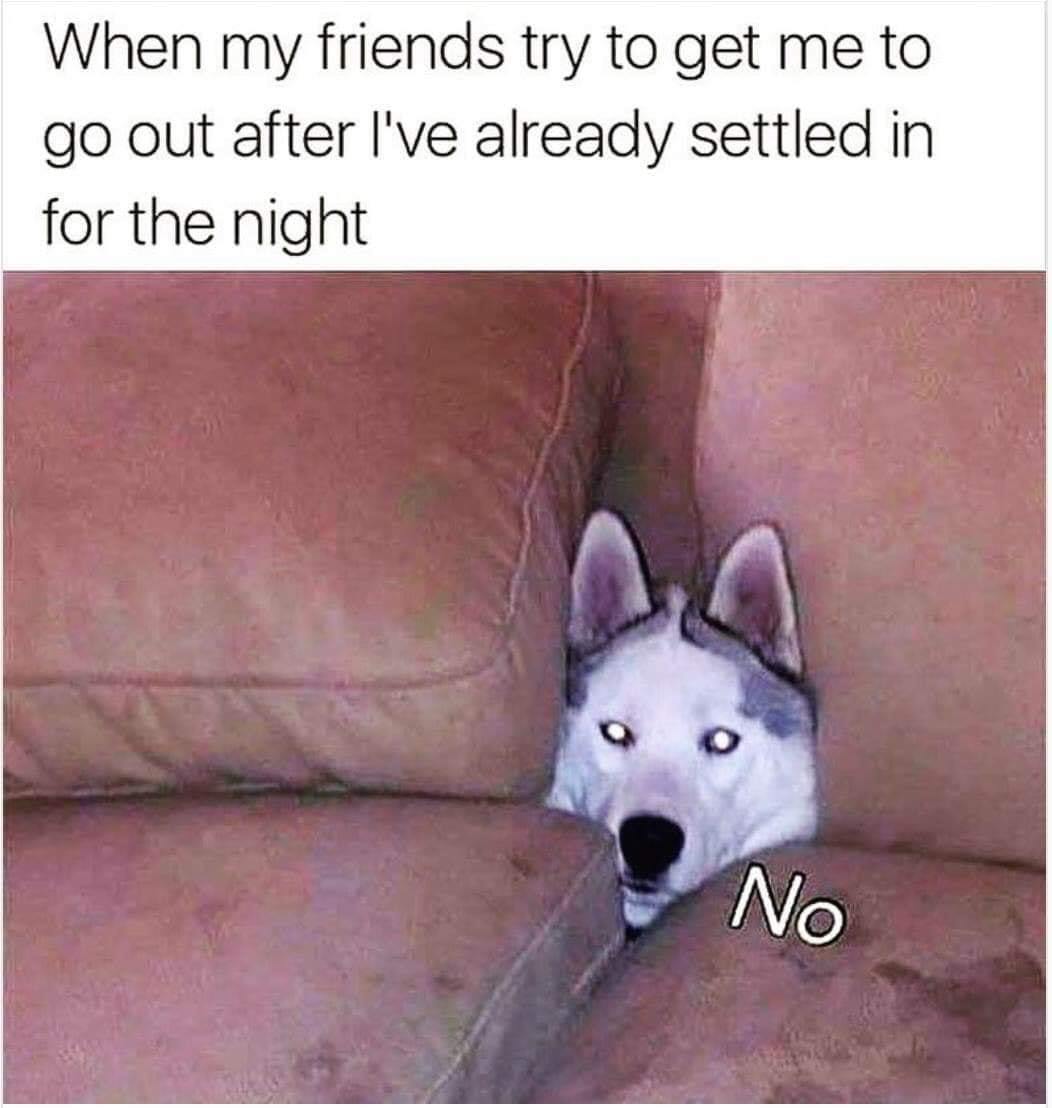 When my friends try to get me to
go out after I've already settled in
for the night
No